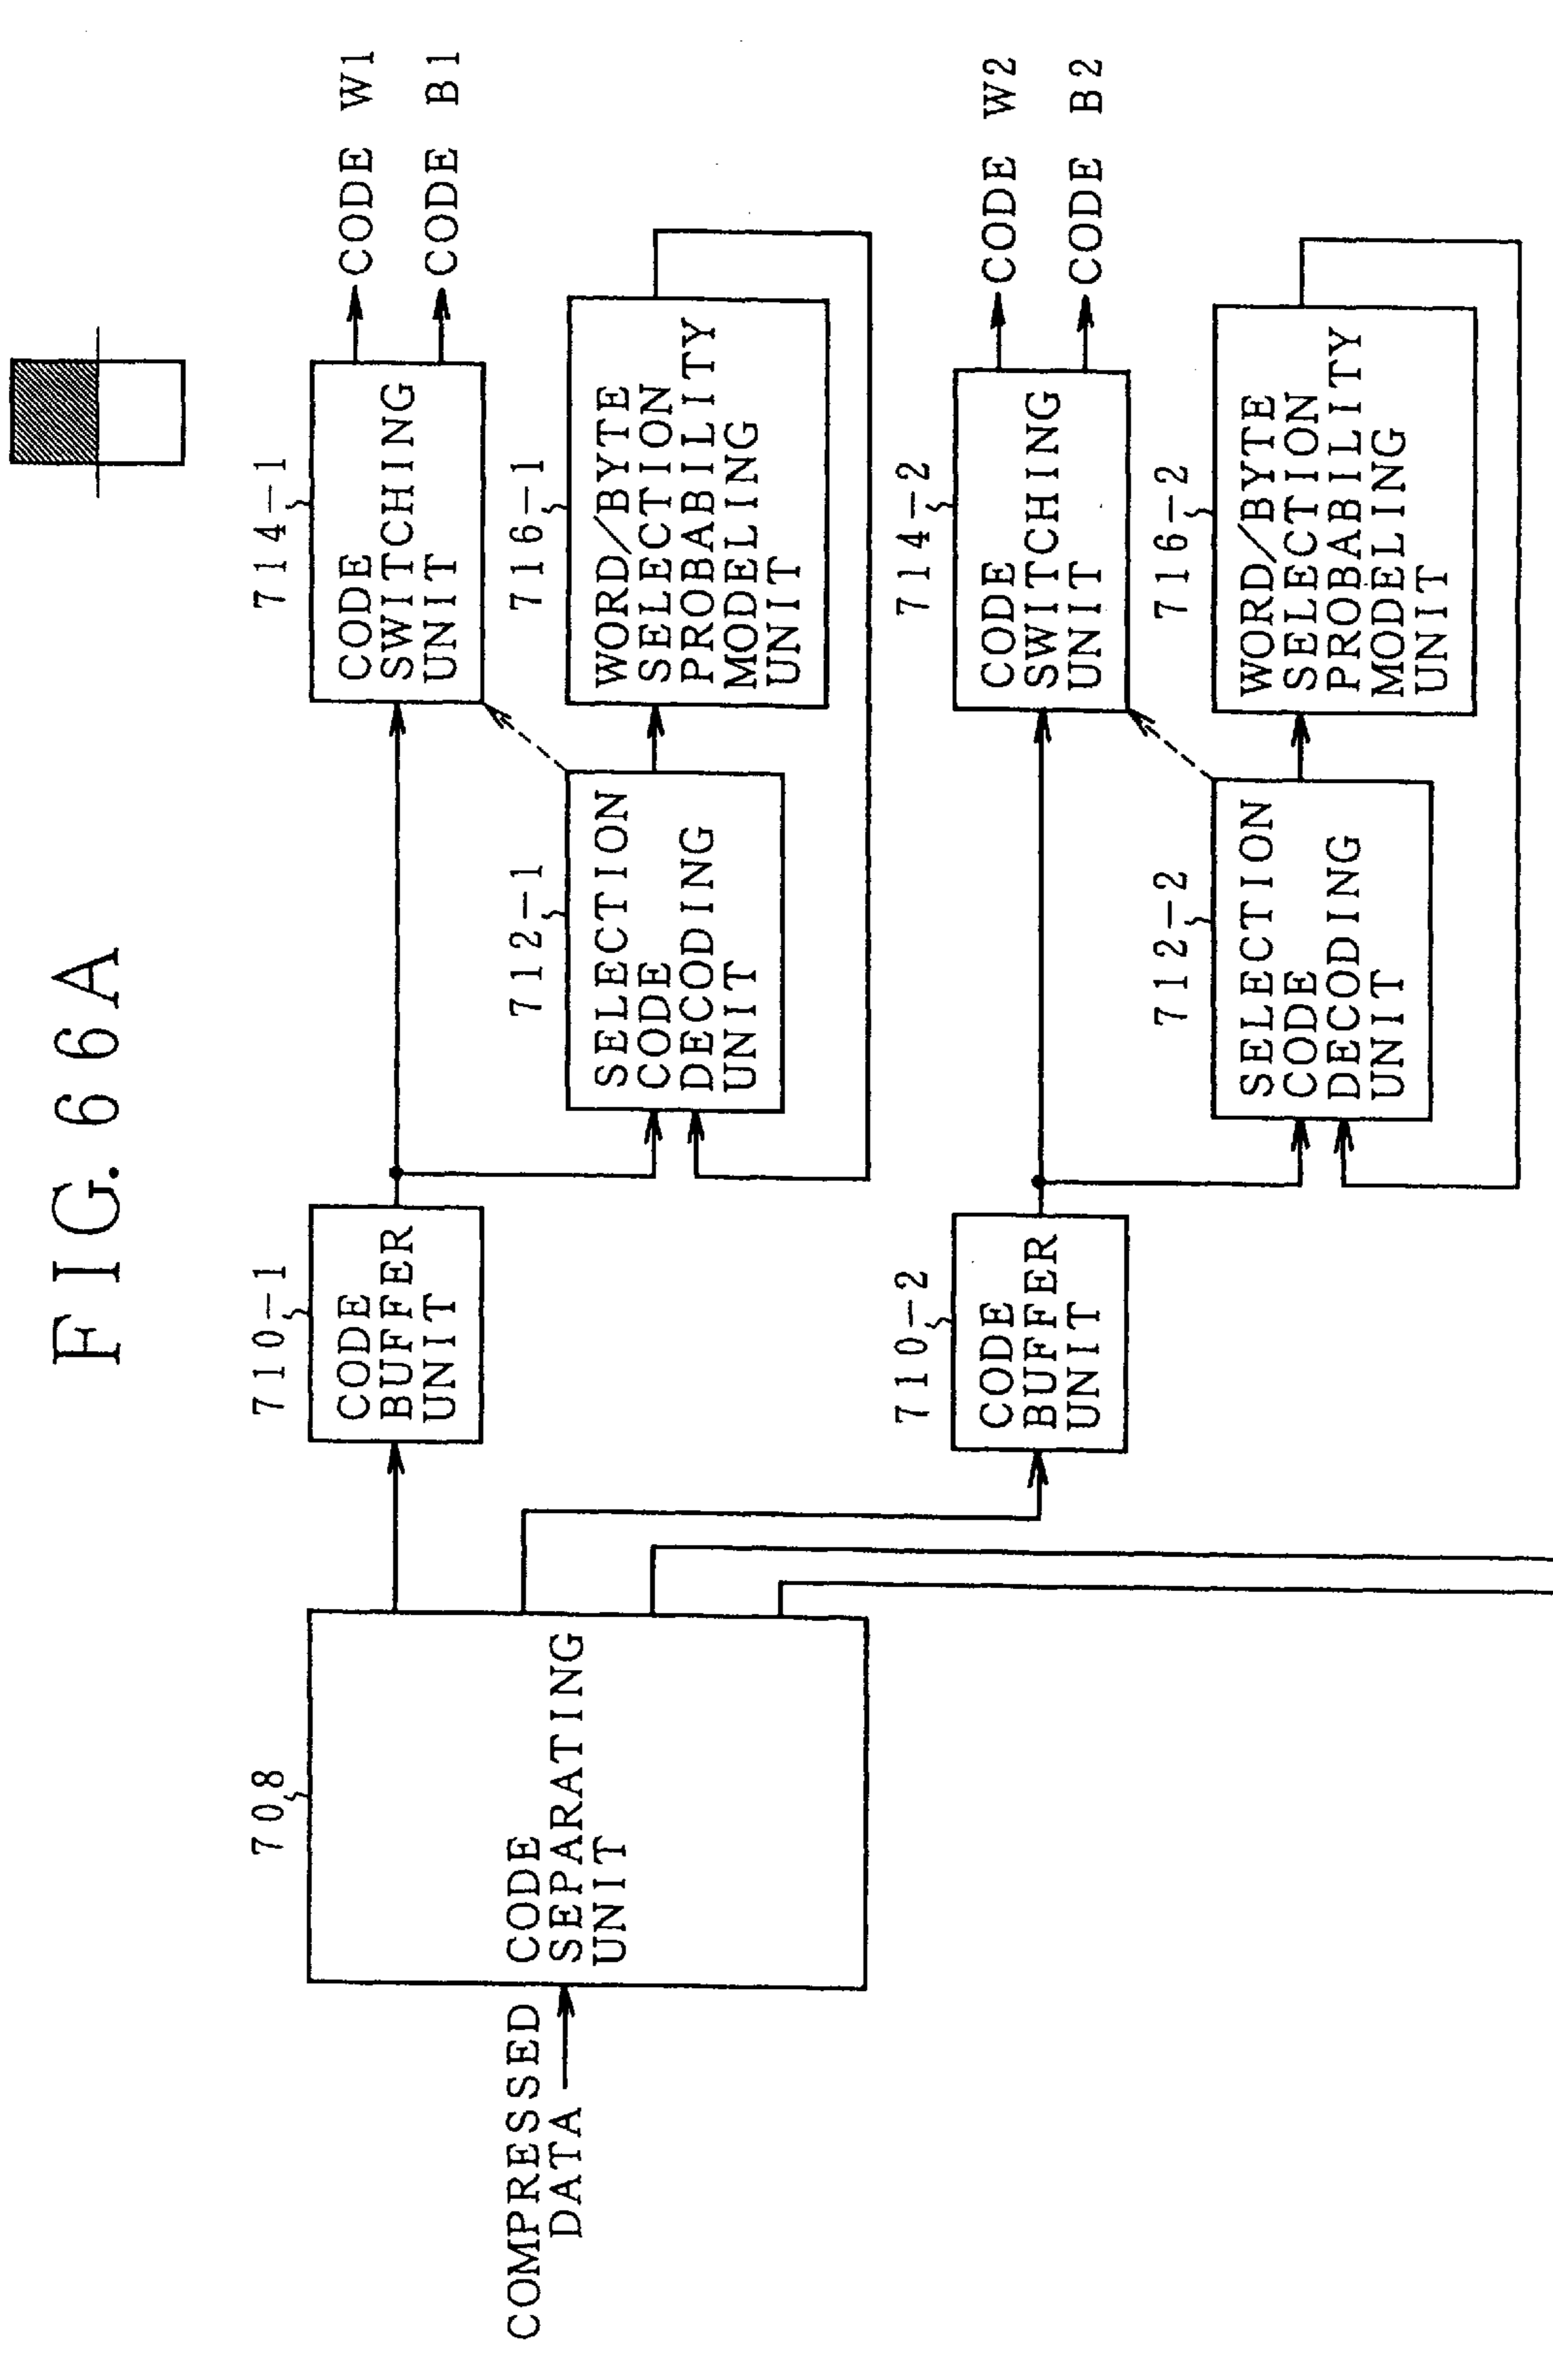 FIG. 66A
708
COMPRESSED
DATA
CODE
SEPARATING
UNIT
710-1
CODE
BUFFER
UNIT
714-1
CODE
SWITCHING
UNIT
CODE W1
CODE B1
712-1
SELECTION
CODE
DECODING
UNIT
716-1
WORD/BYTE
SELECTION
PROBABILITY
MODELING
UNIT
710-2
CODE
BUFFER
UNIT
714-2
CODE
SWITCHING
UNIT
CODE W2
CODE B2
712-2
SELECTION
CODE
DECODING
UNIT
716-2
WORD/BYTE
SELECTION
PROBABILITY
MODELING
UNIT